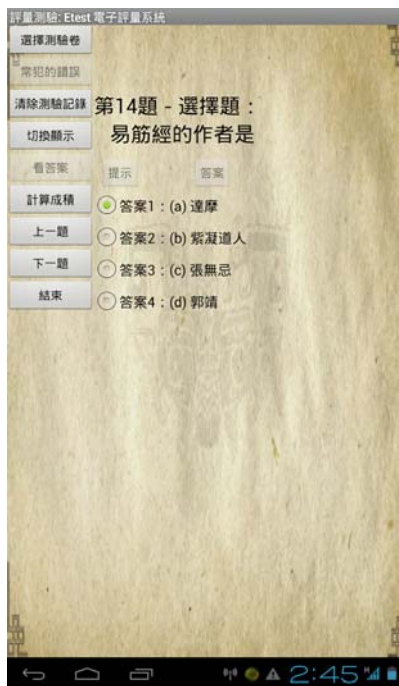 評量測驗: Etest 電子評量系統
選擇測驗卷
常犯的錯誤
清除測驗記錄
切換顯示
看答案
計算成積
上一題
下一題
結束
第14題 - 選擇題：
易筋經的作者是
提示
答案
答案1：(a) 達摩
答案2：(b) 紫凝道人
答案3：(c) 張無忌
答案4：(d) 郭靖
2:45